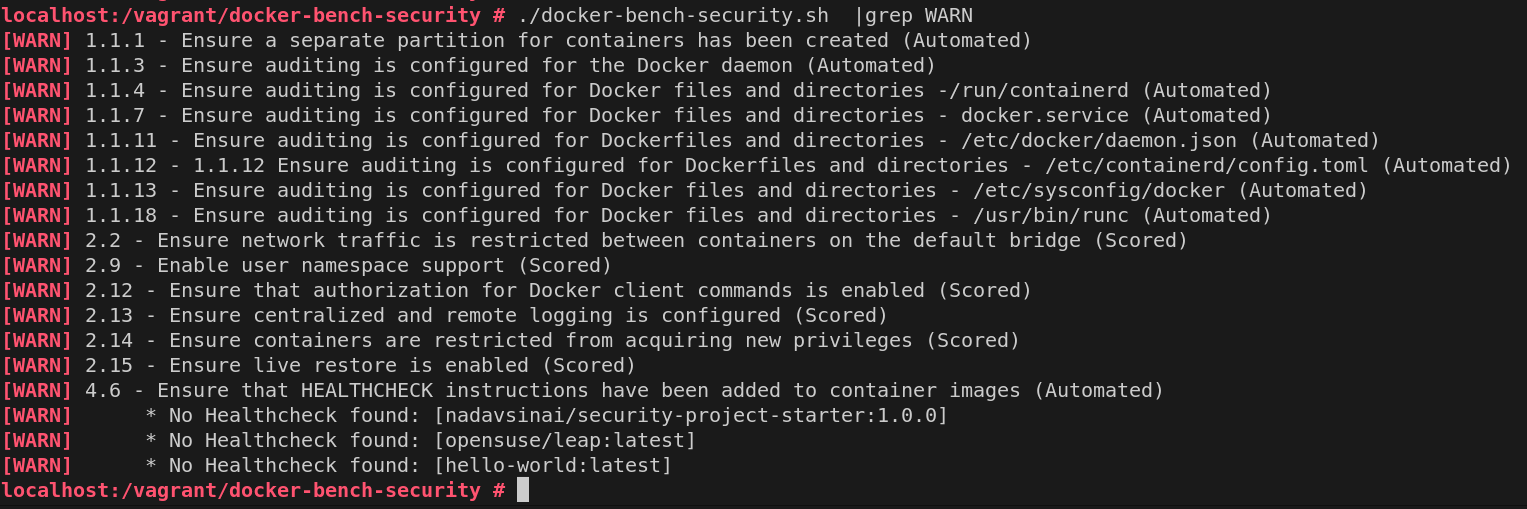 localhost:/vagrant/docker-bench-security # ./docker-bench-security.sh  |grep WARN
[WARN] 1.1.1 - Ensure a separate partition for containers has been created (Automated)
[WARN] 1.1.3 - Ensure auditing is configured for the Docker daemon (Automated)
[WARN] 1.1.4 - Ensure auditing is configured for Docker files and directories -/run/containerd (Automated)
[WARN] 1.1.7 - Ensure auditing is configured for Docker files and directories - docker.service (Automated)
[WARN] 1.1.11 - Ensure auditing is configured for Dockerfiles and directories - /etc/docker/daemon.json (Automated)
[WARN] 1.1.12 - 1.1.12 Ensure auditing is configured for Dockerfiles and directories - /etc/containerd/config.toml (Automated)
[WARN] 1.1.13 - Ensure auditing is configured for Docker files and directories - /etc/sysconfig/docker (Automated)
[WARN] 1.1.18 - Ensure auditing is configured for Docker files and directories - /usr/bin/runc (Automated)
[WARN] 2.2 - Ensure network traffic is restricted between containers on the default bridge (Scored)
[WARN] 2.9 - Enable user namespace support (Scored)
[WARN] 2.12 - Ensure that authorization for Docker client commands is enabled (Scored)
[WARN] 2.13 - Ensure centralized and remote logging is configured (Scored)
[WARN] 2.14 - Ensure containers are restricted from acquiring new privileges (Scored)
[WARN] 2.15 - Ensure live restore is enabled (Scored)
[WARN] 4.6 - Ensure that HEALTHCHECK instructions have been added to container images (Automated)
[WARN]      * No Healthcheck found: [nadavsinai/security-project-starter:1.0.0]
[WARN]      * No Healthcheck found: [opensuse/leap:latest]
[WARN]      * No Healthcheck found: [hello-world:latest]
localhost:/vagrant/docker-bench-security #